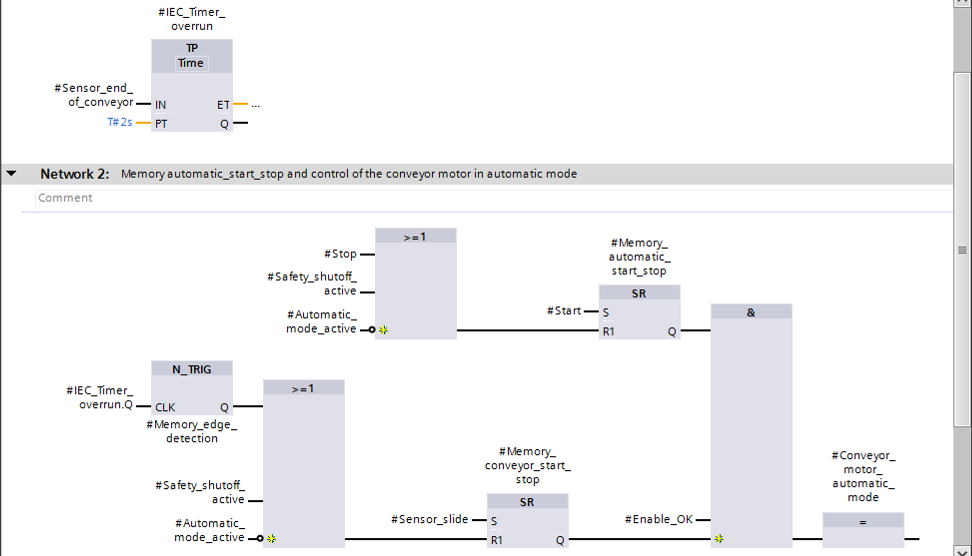 #IEC_Timer_
overrun
TP
Time
#Sensor_end_
of_conveyor
IN
ET
...
T#2s
PT
Q
Network 2:
Memory automatic_start_stop and control of the conveyor motor in automatic mode
Comment
>=1
#Stop
#Safety_shutoff_
active
#Automatic_
mode_active
#Memory_
automatic_
start_stop
SR
#Start
S
R1
Q
&
N_TRIG
#IEC_Timer_
overrun.Q
CLK
Q
#Memory_edge_
detection
>=1
#Safety_shutoff_
active
#Automatic_
mode_active
#Memory_
conveyor_start_
stop
SR
#Sensor_slide
S
R1
Q
#Enable_OK
#Conveyor_
motor_
automatic_
mode
=